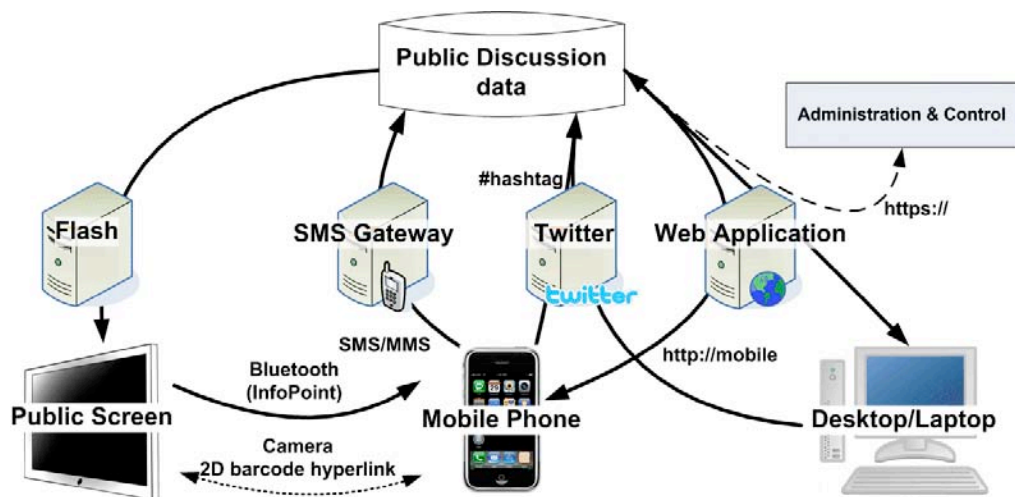 Public Discussion
data
Administration & Control
#hashtag
https://
Flash
SMS Gateway
Twitter
Web Application
twitter
SMS/MMS
http://mobile
Bluetooth
(InfoPoint)
Public Screen
Mobile Phone
Desktop/Laptop
Camera
2D barcode hyperlink